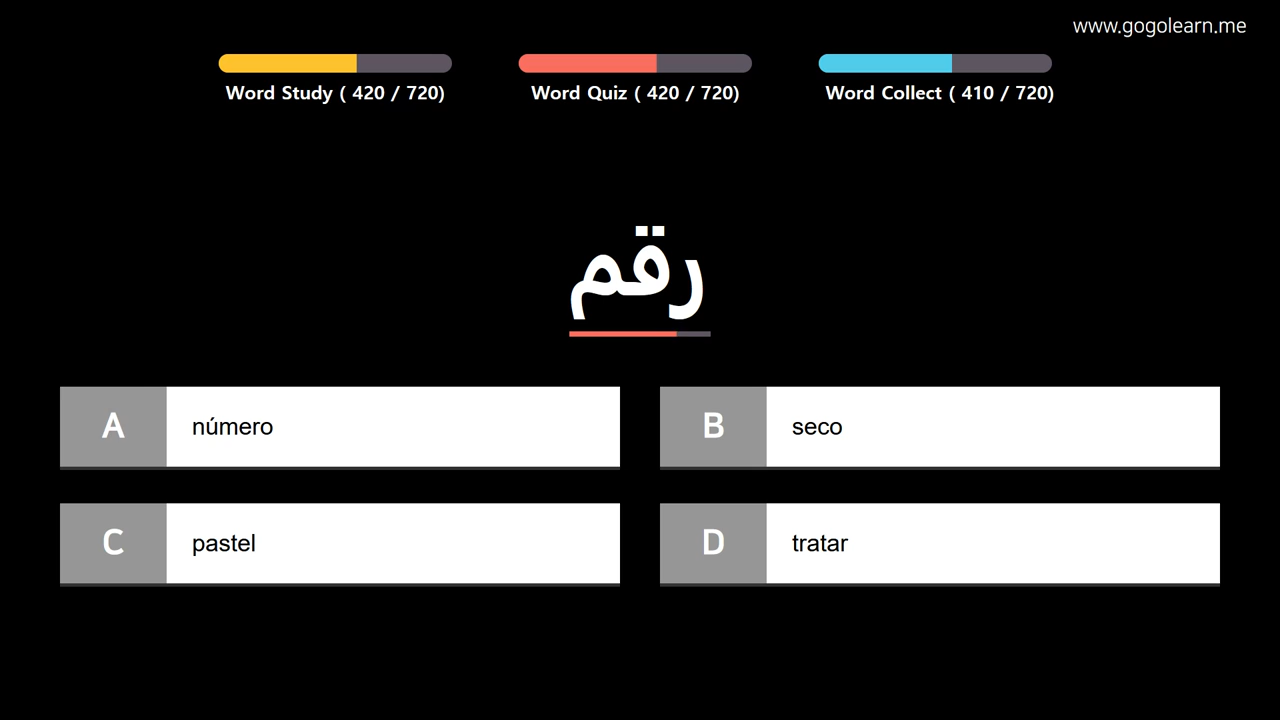 www.gogolearn.me
Word Study ( 420 / 720)
Word Quiz ( 420 / 720)
Word Collect ( 410 / 720)
رقم
A número
B seco
C pastel
D tratar